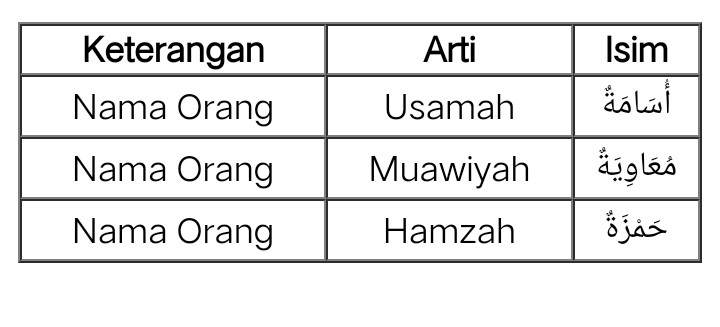 Keterangan Arti Isim
Nama Orang Usamah أُسَامَةٌ
Nama Orang Muawiyah مُعَاوِيَةٌ
Nama Orang Hamzah حَمْزَةٌ